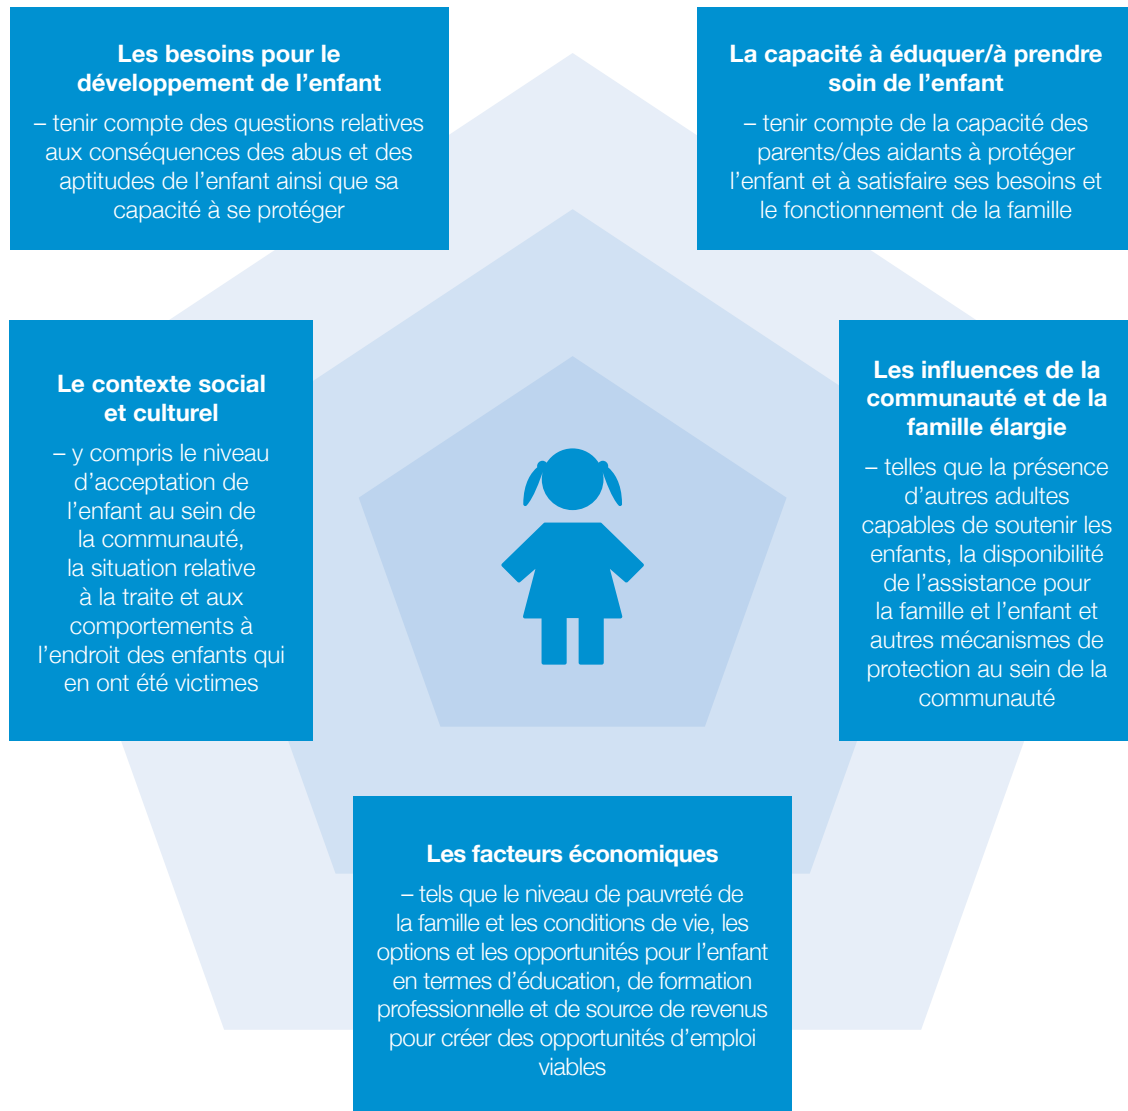 Les besoins pour le
développement de l’enfant
– tenir compte des questions relatives
aux conséquences des abus et des
aptitudes de l’enfant ainsi que sa
capacité à se protéger
La capacité à éduquer/à prendre
soin de l’enfant
– tenir compte de la capacité des
parents/des aidants à protéger
l’enfant et à satisfaire ses besoins et
le fonctionnement de la famille
Le contexte social
et culturel
– y compris le niveau
d’acceptation de
l’enfant au sein de
la communauté,
la situation relative
à la traite et aux
comportements à
l’endroit des enfants qui
en ont été victimes
Les influences de la
communauté et de la
famille élargie
– telles que la présence
d’autres adultes
capables de soutenir les
enfants, la disponibilité
de l’assistance pour
la famille et l’enfant et
autres mécanismes de
protection au sein de la
communauté
Les facteurs économiques
– tels que le niveau de pauvreté de
la famille et les conditions de vie, les
options et les opportunités pour l’enfant
en termes d’éducation, de formation
professionnelle et de source de revenus
pour créer des opportunités d’emploi
viables